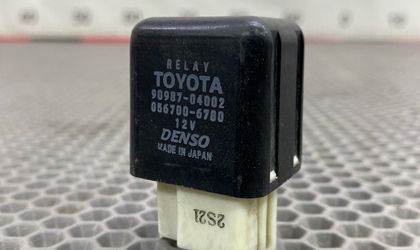 RELAY
TOYOTA
90987-04002
056700-6780
12V
DENSO
MADE IN JAPAN
2S21